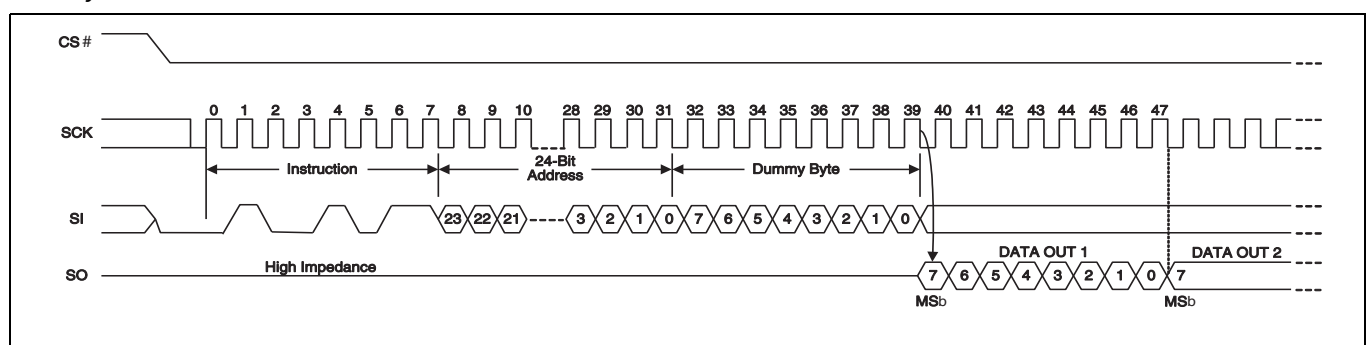 CS#
0 1 2 3 4 5 6 7 8 9 10 28 29 30 31 32 33 34 35 36 37 38 39 40 41 42 43 44 45 46 47
SCK
Instruction 24-Bit Address Dummy Byte
SI 23 22 21 3 2 1 0 7 6 5 4 3 2 1 0
High Impedance DATA OUT 1 DATA OUT 2
SO 7 6 5 4 3 2 1 0 7
MSb MSb